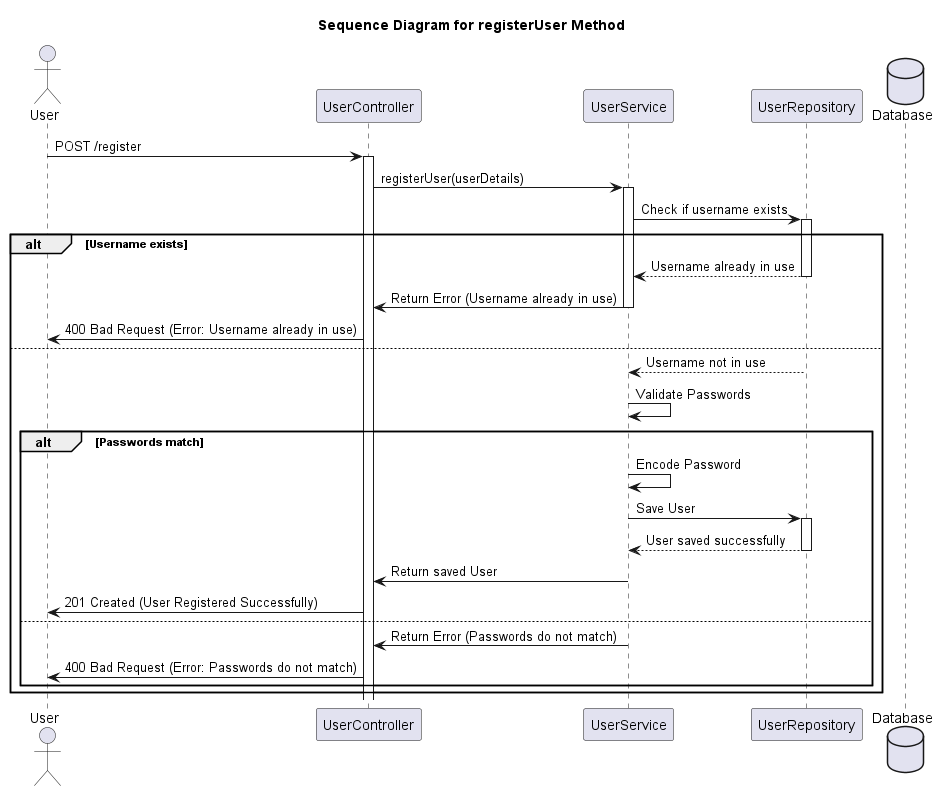 Sequence Diagram for registerUser Method
User
UserController
UserService
UserRepository
Database
POST /register
registerUser(userDetails)
Check if username exists
alt [Username exists]
Username already in use
Return Error (Username already in use)
400 Bad Request (Error: Username already in use)
Username not in use
Validate Passwords
alt [Passwords match]
Encode Password
Save User
User saved successfully
Return saved User
201 Created (User Registered Successfully)
Return Error (Passwords do not match)
400 Bad Request (Error: Passwords do not match)
User
UserController
UserService
UserRepository
Database